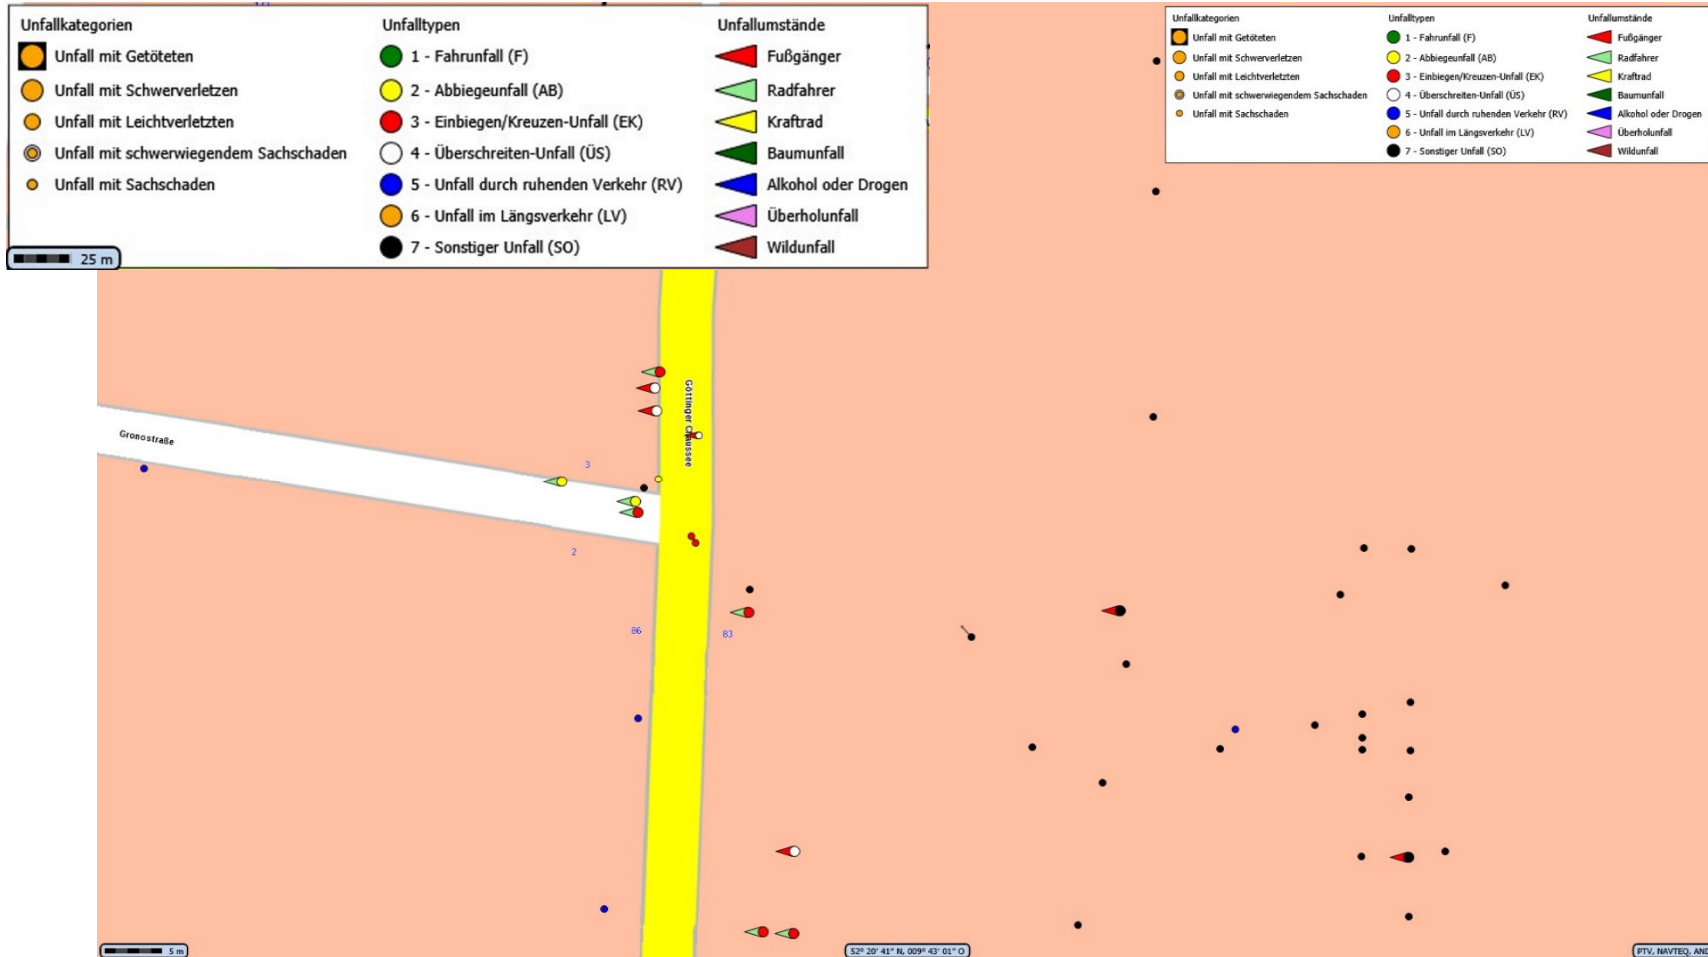 Unfallkategorien
Unfall mit Getöteten
Unfall mit Schwerverletzen
Unfall mit Leichtverletzten
Unfall mit schwerwiegendem Sachschaden
Unfall mit Sachschaden
25 m
Unfalltypen
1 - Fahrunfall (F)
2 - Abbiegeunfall (AB)
3 - Einbiegen/Kreuzen-Unfall (EK)
4 - Überschreiten-Unfall (ÜS)
5 - Unfall durch ruhenden Verkehr (RV)
6 - Unfall im Längsverkehr (LV)
7 - Sonstiger Unfall (SO)
Unfallumstände
Fußgänger
Radfahrer
Kraftrad
Baumunfall
Alkohol oder Drogen
Überholunfall
Wildunfall
Unfallkategorien
Unfall mit Getöteten
Unfall mit Schwerverletzen
Unfall mit Leichtverletzten
Unfall mit schwerwiegendem Sachschaden
Unfall mit Sachschaden
Unfalltypen
1 - Fahrunfall (F)
2 - Abbiegeunfall (AB)
3 - Einbiegen/Kreuzen-Unfall (EK)
4 - Überschreiten-Unfall (ÜS)
5 - Unfall durch ruhenden Verkehr (RV)
6 - Unfall im Längsverkehr (LV)
7 - Sonstiger Unfall (SO)
Unfallumstände
Fußgänger
Radfahrer
Kraftrad
Baumunfall
Alkohol oder Drogen
Überholunfall
Wildunfall
Göttinger Chaussee
Gronostraße
3
2
86
83
5 m
52° 20' 41" N, 009° 43' 01" O
PTV, NAVTEQ, AND